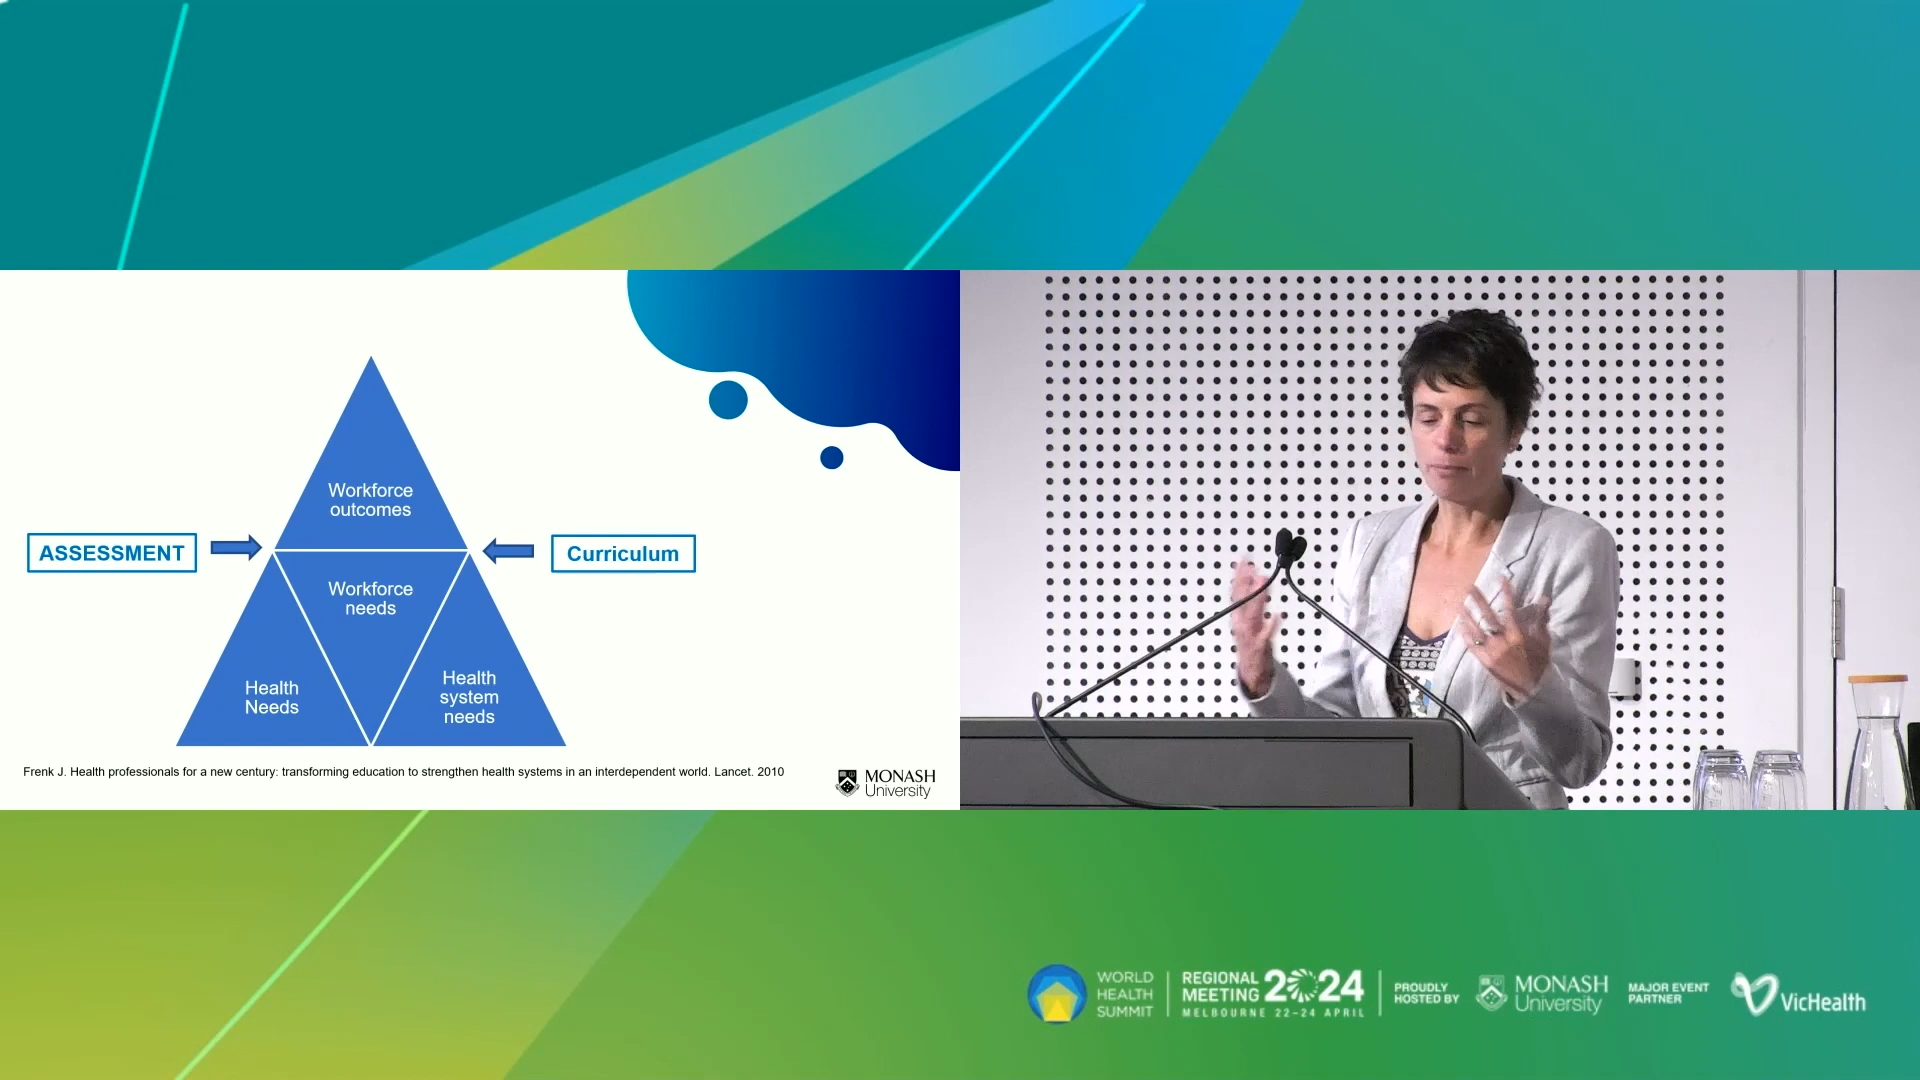 Workforce
outcomes
ASSESSMENT
Curriculum
Workforce
needs
Health
Needs
Health
system
needs
Frenk J. Health professionals for a new century: transforming education to strengthen health systems in an interdependent world. Lancet. 2010
MONASH
University
WORLD
HEALTH
SUMMIT
REGIONAL
MEETING 2024
MELBOURNE 22–24 APRIL
PROUDLY
HOSTED BY
MONASH
University
MAJOR EVENT
PARTNER
VicHealth